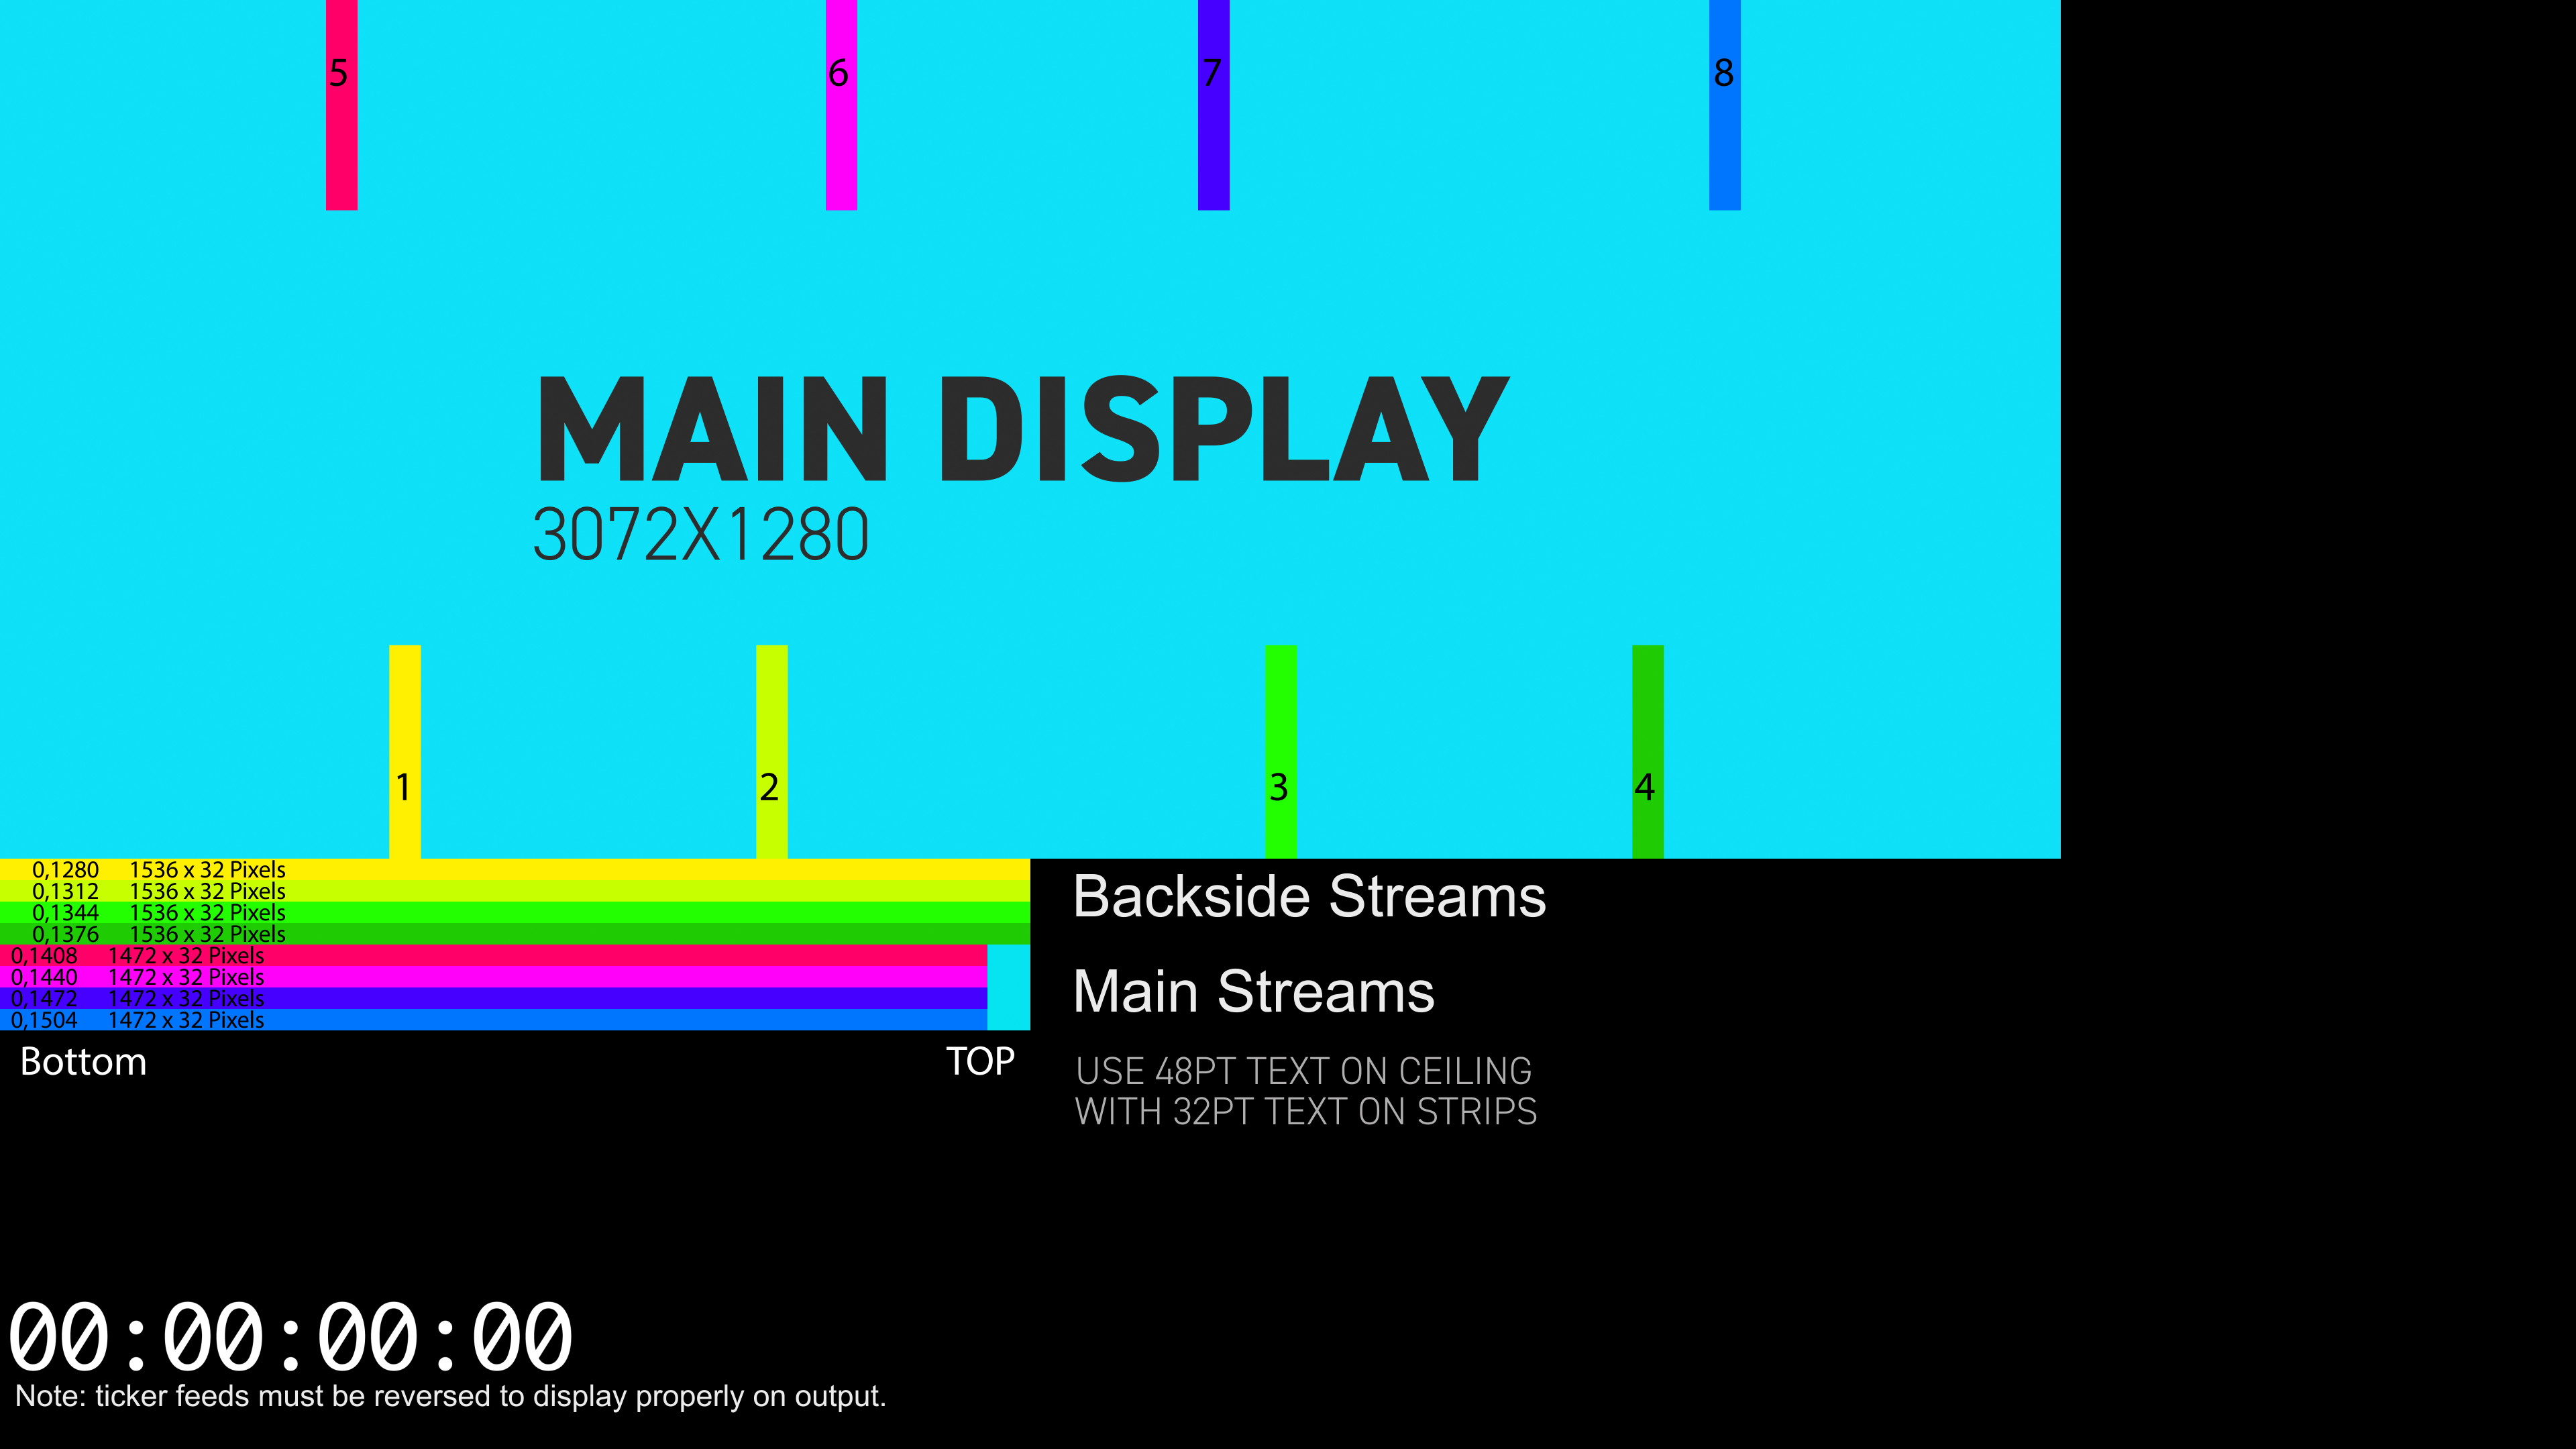 5 6 7 8
MAIN DISPLAY
3072X1280
1 2 3 4
0,1280 1536 x 32 Pixels
0,1312 1536 x 32 Pixels
0,1344 1536 x 32 Pixels
0,1376 1536 x 32 Pixels
0,1408 1472 x 32 Pixels
0,1440 1472 x 32 Pixels
0,1472 1472 x 32 Pixels
0,1504 1472 x 32 Pixels
Bottom TOP
Backside Streams
Main Streams
USE 48PT TEXT ON CEILING
WITH 32PT TEXT ON STRIPS
00:00:00:00
Note: ticker feeds must be reversed to display properly on output.